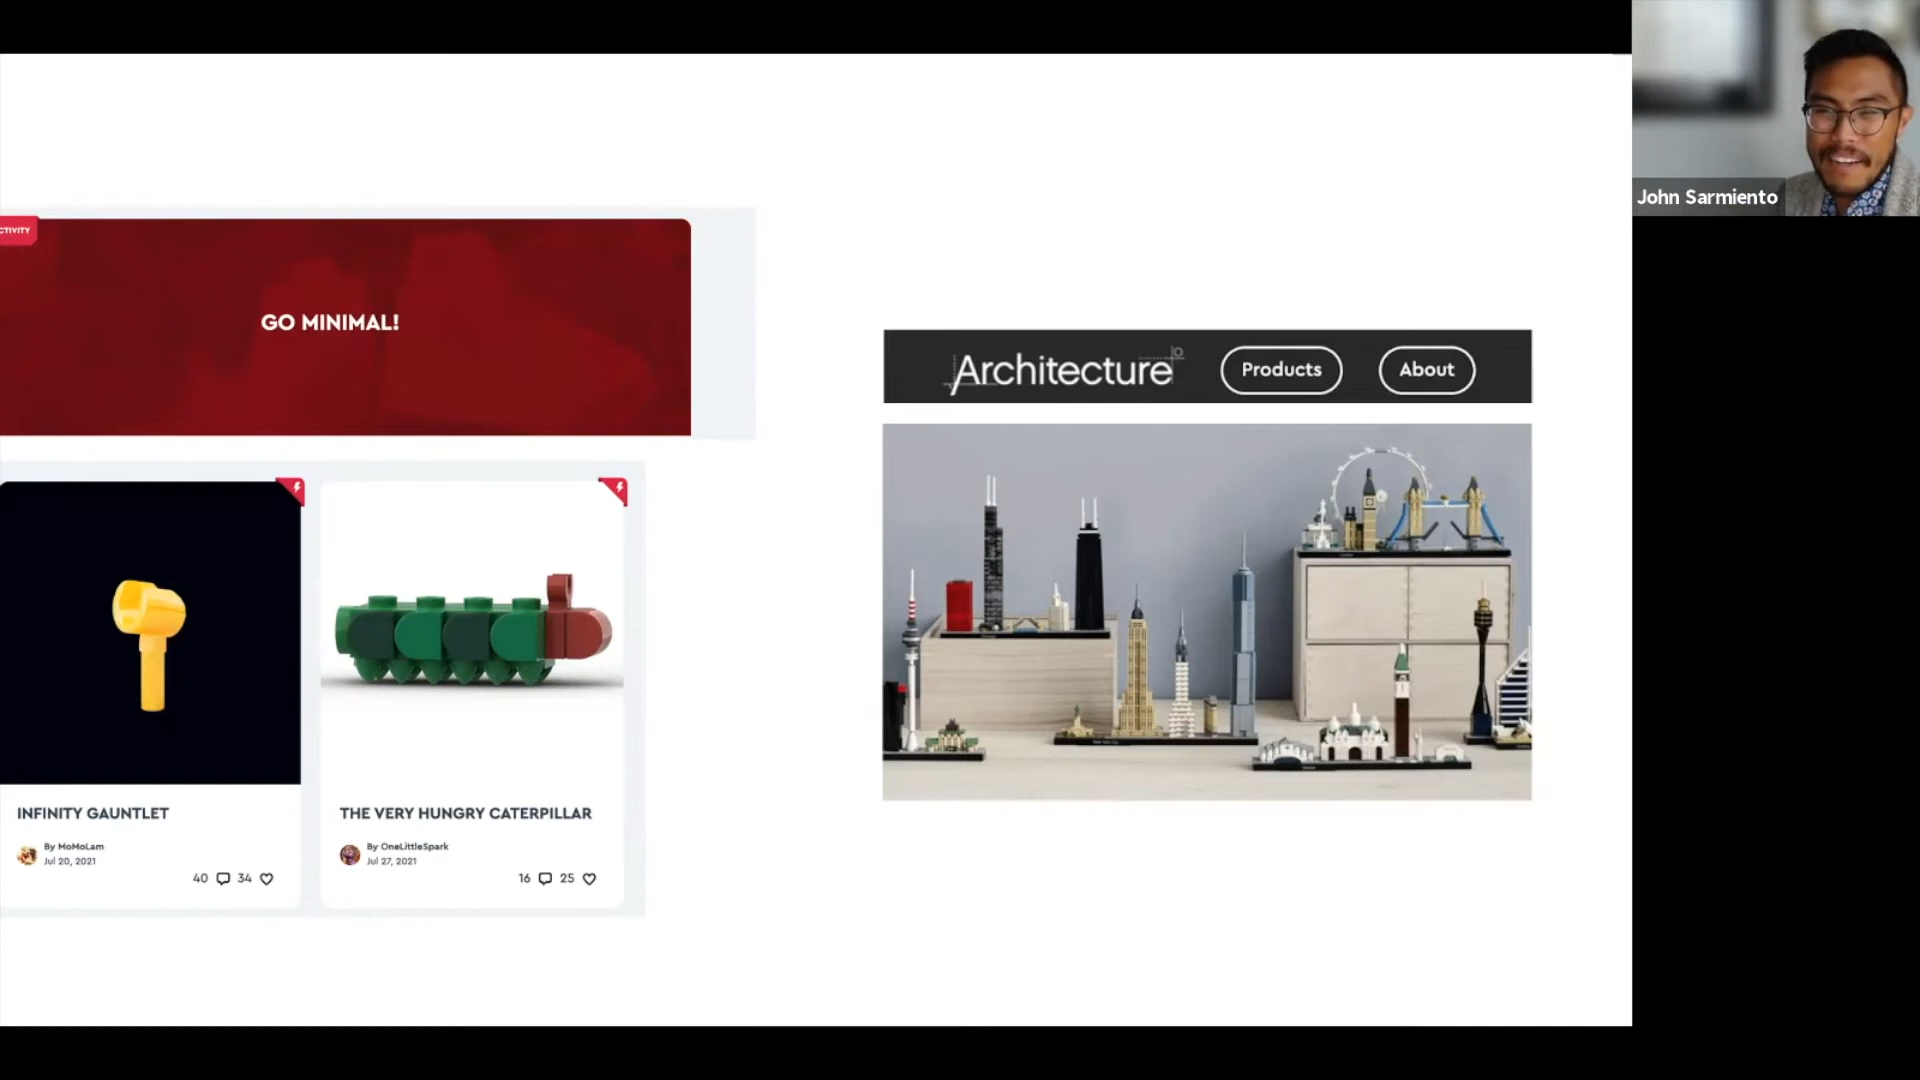 CTIVITY
GO MINIMAL!
INFINITY GAUNTLET
By MoMoLam
Jul 20, 2021
40 34
THE VERY HUNGRY CATERPILLAR
By OneLittleSpark
Jul 27, 2021
16 25
Architecture
Products
About
John Sarmiento